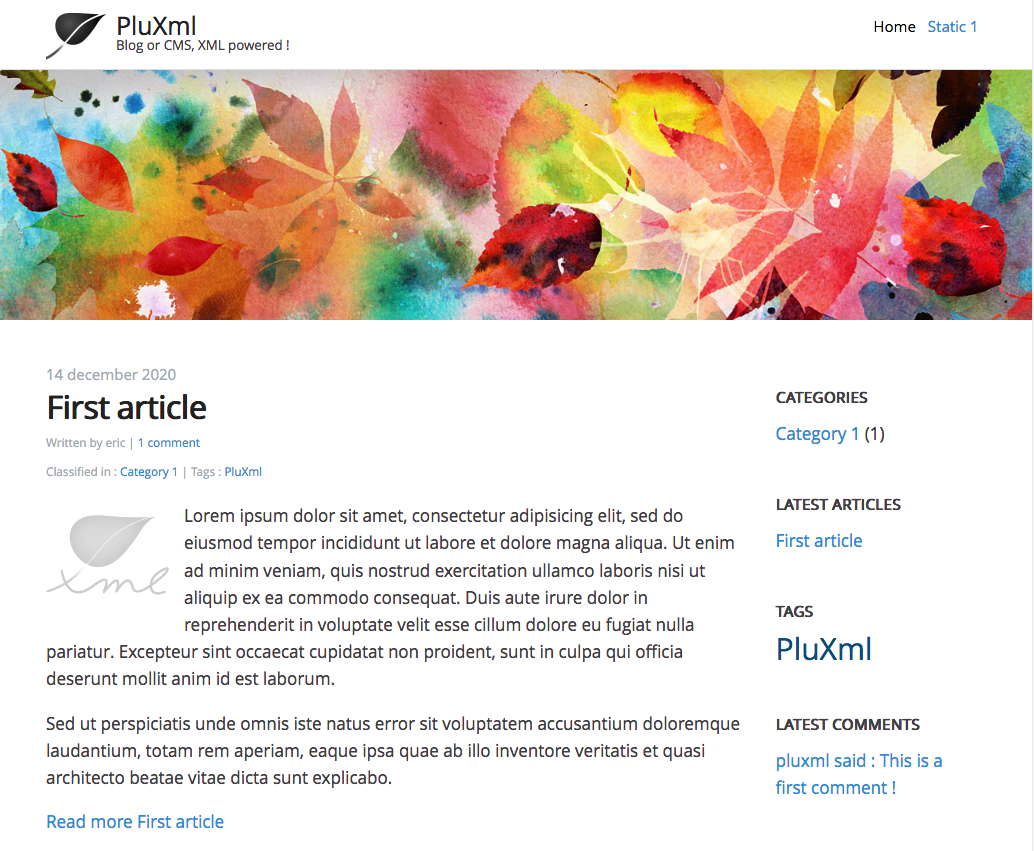 PluXml
Blog or CMS, XML powered !
Home Static 1
14 december 2020
First article
Written by eric | 1 comment
Classified in : Category 1 | Tags : PluXml
xml
Lorem ipsum dolor sit amet, consectetur adipisicing elit, sed do
eiusmod tempor incididunt ut labore et dolore magna aliqua. Ut enim
ad minim veniam, quis nostrud exercitation ullamco laboris nisi ut
aliquip ex ea commodo consequat. Duis aute irure dolor in
reprehenderit in voluptate velit esse cillum dolore eu fugiat nulla
pariatur. Excepteur sint occaecat cupidatat non proident, sunt in culpa qui officia
deserunt mollit anim id est laborum.
Sed ut perspiciatis unde omnis iste natus error sit voluptatem accusantium doloremque
laudantium, totam rem aperiam, eaque ipsa quae ab illo inventore veritatis et quasi
architecto beatae vitae dicta sunt explicabo.
Read more First article
CATEGORIES
Category 1 (1)
LATEST ARTICLES
First article
TAGS
PluXml
LATEST COMMENTS
pluxml said : This is a
first comment !